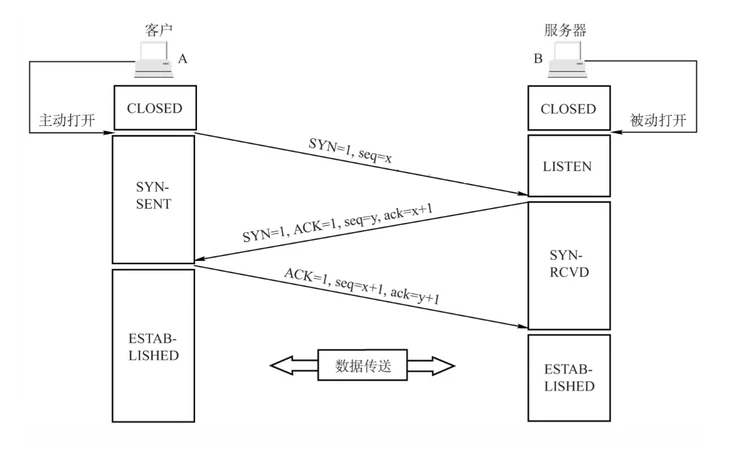 客户
服务器
A
B
CLOSED
CLOSED
主动打开
被动打开
SYN=1, seq=x
LISTEN
SYN-
SENT
SYN=1, ACK=1, seq=y, ack=x+1
SYN-
RCVD
ACK=1, seq=x+1, ack=y+1
ESTAB-
LISHED
数据传送
ESTAB-
LISHED